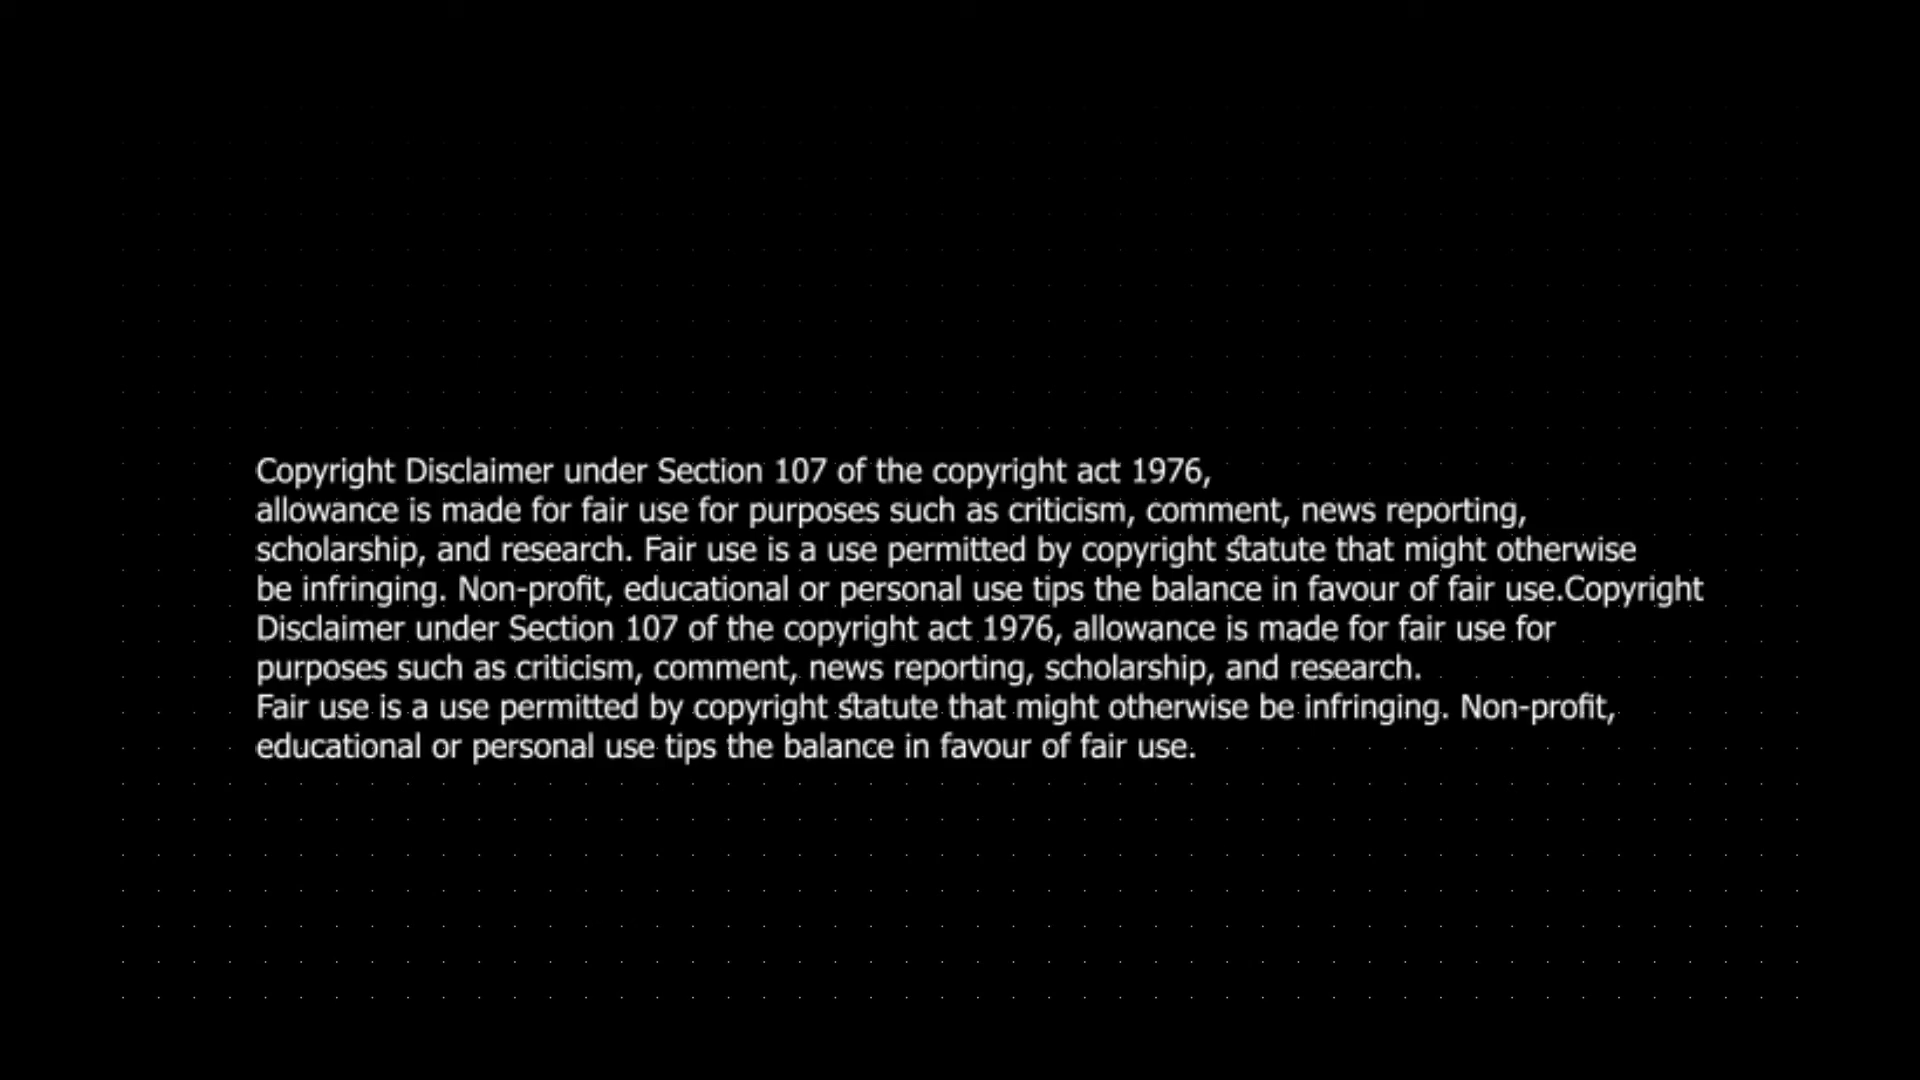 Copyright Disclaimer under Section 107 of the copyright act 1976,
allowance is made for fair use for purposes such as criticism, comment, news reporting,
scholarship, and research. Fair use is a use permitted by copyright statute that might otherwise
be infringing. Non-profit, educational or personal use tips the balance in favour of fair use.Copyright
Disclaimer under Section 107 of the copyright act 1976, allowance is made for fair use for
purposes such as criticism, comment, news reporting, scholarship, and research.
Fair use is a use permitted by copyright statute that might otherwise be infringing. Non-profit,
educational or personal use tips the balance in favour of fair use.